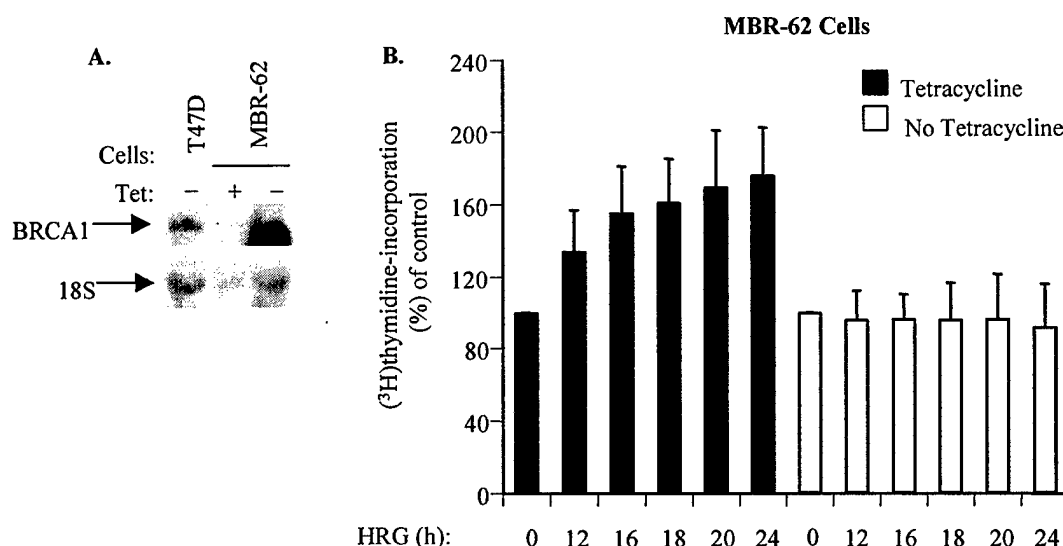 MBR-62 Cells
A.
T47D
MBR-62
Cells:
Tet: – + –
BRCA1
18S
B.
240
200
160
120
80
40
0
(³H)thymidine-incorporation
(%) of control
Tetracycline
No Tetracycline
HRG (h): 0 12 16 18 20 24 0 12 16 18 20 24